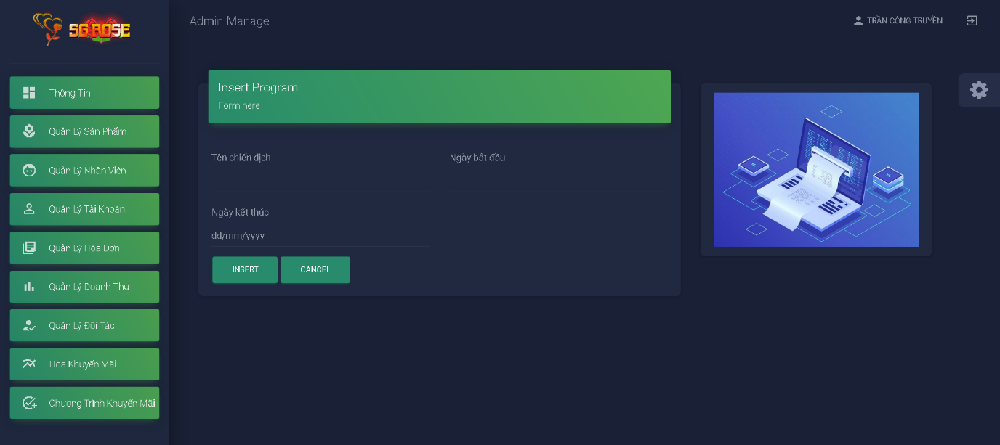 SG ROSE
Admin Manage
TRẦN CÔNG TRUYỀN
Thông Tin
Quản Lý Sản Phẩm
Quản Lý Nhân Viên
Quản Lý Tài Khoản
Quản Lý Hóa Đơn
Quản Lý Doanh Thu
Quản Lý Đối Tác
Hoa Khuyến Mãi
Chương Trình Khuyến Mãi
Insert Program
Form here
Tên chiến dịch
Ngày bắt đầu
Ngày kết thúc
dd/mm/yyyy
INSERT
CANCEL